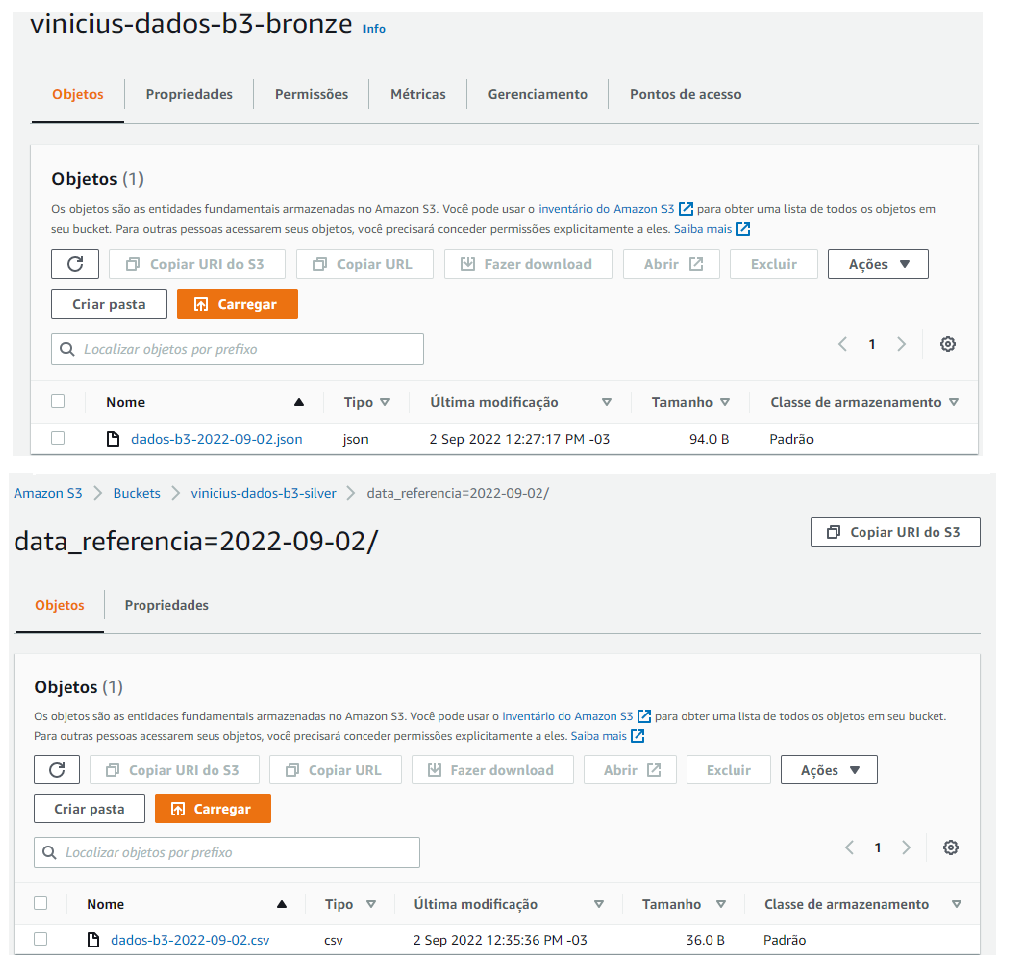 vinicius-dados-b3-bronze Info
Objetos Propriedades Permissões Métricas Gerenciamento Pontos de acesso
Objetos (1)
Os objetos são as entidades fundamentais armazenadas no Amazon S3. Você pode usar o inventário do Amazon S3 para obter uma lista de todos os objetos em
seu bucket. Para outras pessoas acessarem seus objetos, você precisará conceder permissões explicitamente a eles. Saiba mais
Copiar URI do S3 Copiar URL Fazer download Abrir Excluir Ações
Criar pasta Carregar
Localizar objetos por prefixo 1
Nome Tipo Última modificação Tamanho Classe de armazenamento
dados-b3-2022-09-02.json json 2 Sep 2022 12:27:17 PM -03 94.0 B Padrão
Amazon S3 Buckets vinicius-dados-b3-silver data_referencia=2022-09-02/
data_referencia=2022-09-02/ Copiar URI do S3
Objetos Propriedades
Objetos (1)
Os objetos são as entidades fundamentais armazenadas no Amazon S3. Você pode usar o inventário do Amazon S3 para obter uma lista de todos os objetos em seu bucket.
Para outras pessoas acessarem seus objetos, você precisará conceder permissões explicitamente a eles. Saiba mais
Copiar URI do S3 Copiar URL Fazer download Abrir Excluir Ações
Criar pasta Carregar
Localizar objetos por prefixo 1
Nome Tipo Última modificação Tamanho Classe de armazenamento
dados-b3-2022-09-02.csv csv 2 Sep 2022 12:35:36 PM -03 36.0 B Padrão